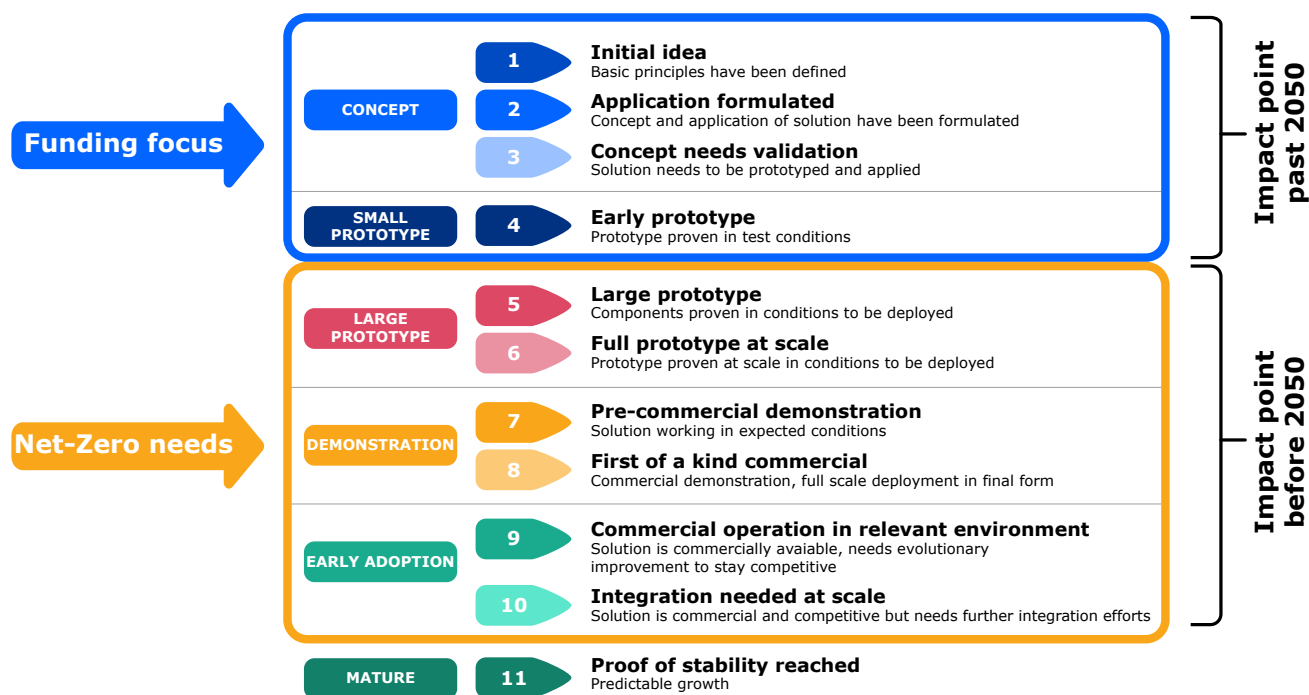 Funding focus
CONCEPT
1
Initial idea
Basic principles have been defined
2
Application formulated
Concept and application of solution have been formulated
3
Concept needs validation
Solution needs to be prototyped and applied
SMALL
PROTOTYPE
4
Early prototype
Prototype proven in test conditions
Impact point
past 2050
Net-Zero needs
LARGE
PROTOTYPE
5
Large prototype
Components proven in conditions to be deployed
6
Full prototype at scale
Prototype proven at scale in conditions to be deployed
DEMONSTRATION
7
Pre-commercial demonstration
Solution working in expected conditions
8
First of a kind commercial
Commercial demonstration, full scale deployment in final form
EARLY ADOPTION
9
Commercial operation in relevant environment
Solution is commercially avaiable, needs evolutionary
improvement to stay competitive
10
Integration needed at scale
Solution is commercial and competitive but needs further integration efforts
Impact point
before 2050
MATURE
11
Proof of stability reached
Predictable growth